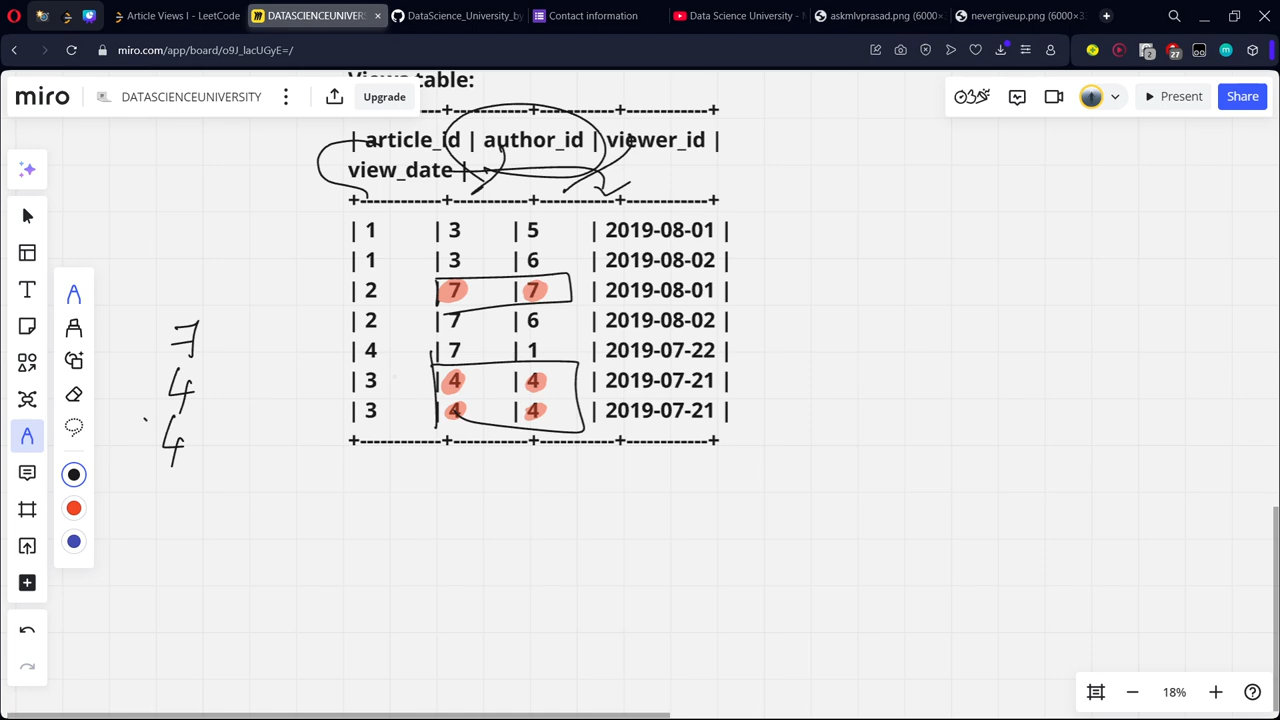 Article Views I - LeetCode
DATASCIENCEUNIVER
DataScience_University_by
Contact information
Data Science University - M
askmlvprasad.png (6000×
nevergiveup.png (6000×3
miro.com/app/board/o9J_lacUGyE=/
2
27
m
miro
DATASCIENCEUNIVERSITY
Upgrade
Present
Share
Views table:
+------------+-----------+-----------+------------+
| article_id | author_id | viewer_id |
view_date |
+------------+-----------+-----------+------------+
| 1 | 3 | 5 | 2019-08-01 |
| 1 | 3 | 6 | 2019-08-02 |
| 2 | 7 | 7 | 2019-08-01 |
| 2 | 7 | 6 | 2019-08-02 |
| 4 | 7 | 1 | 2019-07-22 |
| 3 | 4 | 4 | 2019-07-21 |
| 3 | 4 | 4 | 2019-07-21 |
+------------+-----------+-----------+------------+
7
4
4
18%